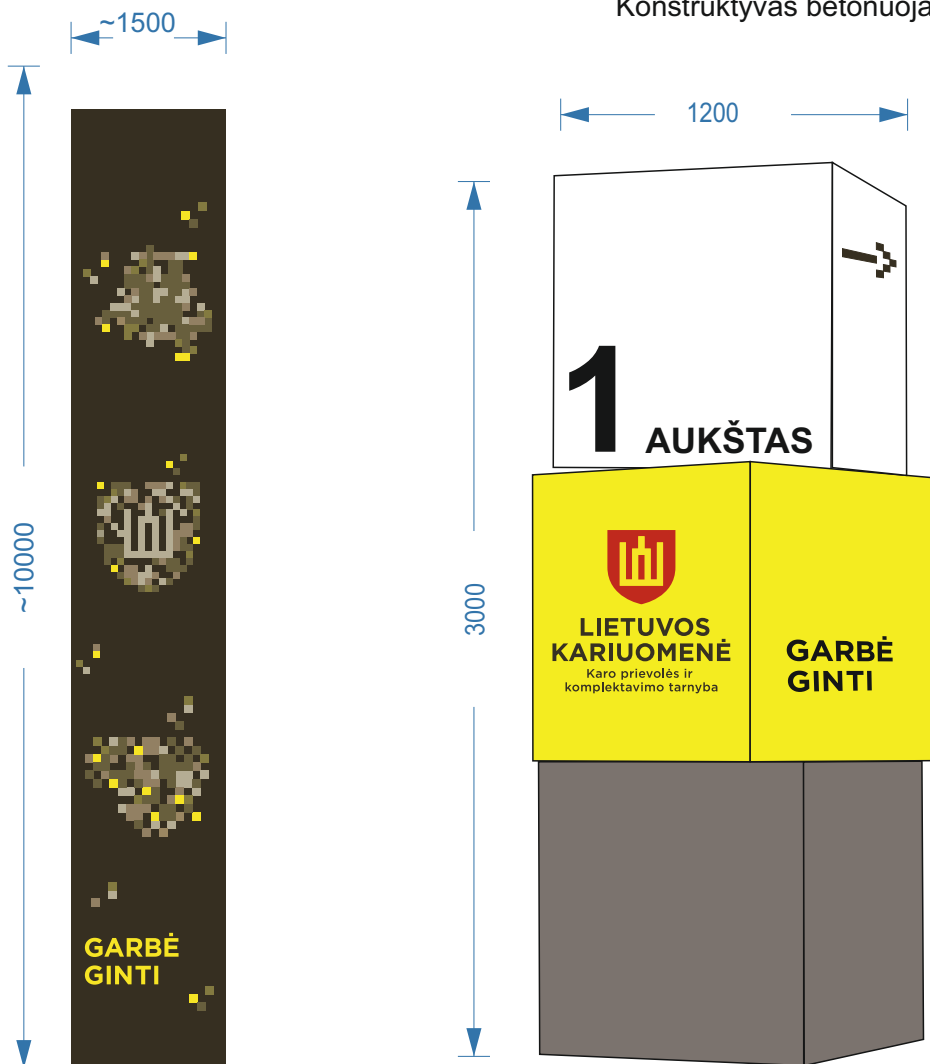 Konstruktyvas betonuoja
~1500
~10000
GARBĖ
GINTI
1200
3000
1 AUKŠTAS
LIETUVOS
KARIUOMENĖ
Karo prievolės ir
komplektavimo tarnyba
GARBĖ
GINTI